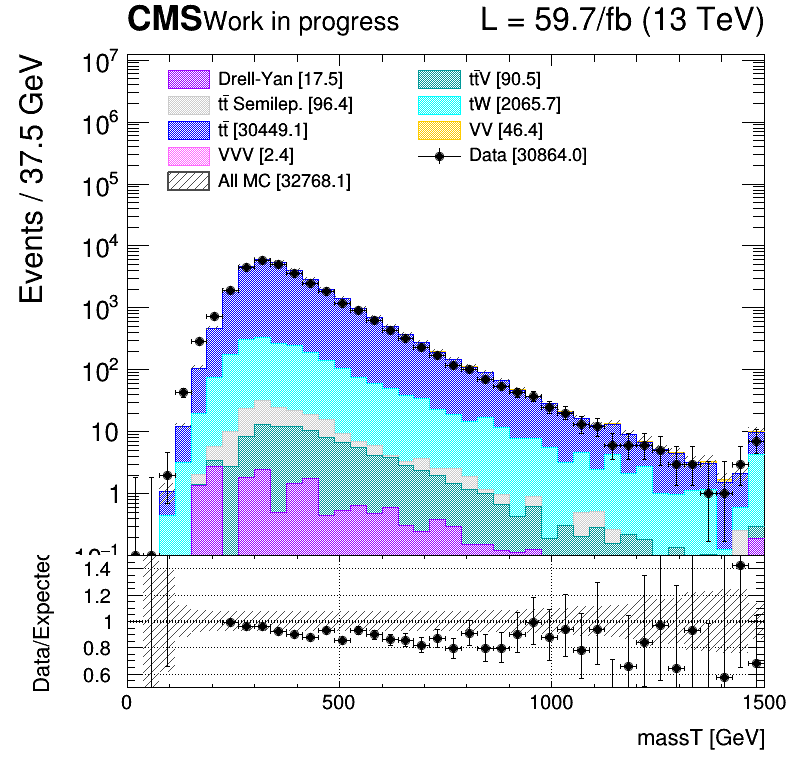 CMS Work in progress L = 59.7/fb (13 TeV)
Events / 37.5 GeV
10^7
10^6
10^5
10^4
10^3
10^2
10
1
10^−1
Drell-Yan [17.5]
tt̄ Semilep. [96.4]
tt̄ [30449.1]
VVV [2.4]
All MC [32768.1]
tt̄V [90.5]
tW [2065.7]
VV [46.4]
Data [30864.0]
Data/Expected
1.4
1.2
1
0.8
0.6
0 500 1000 1500
massT [GeV]